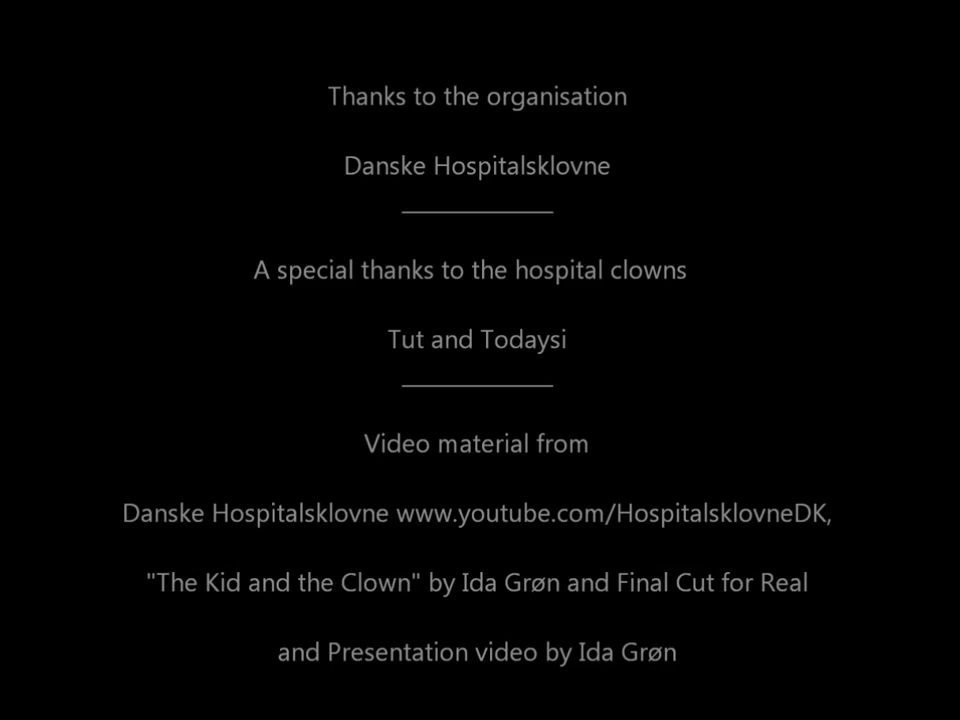 Thanks to the organisation
Danske Hospitalsklovne
A special thanks to the hospital clowns
Tut and Todaysi
Video material from
Danske Hospitalsklovne www.youtube.com/HospitalsklovneDK,
"The Kid and the Clown" by Ida Grøn and Final Cut for Real
and Presentation video by Ida Grøn